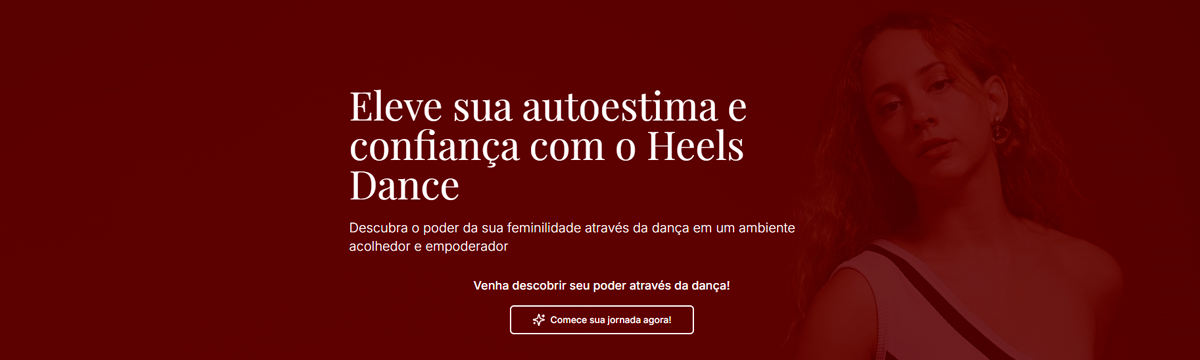 Eleve sua autoestima e
confiança com o Heels
Dance
Descubra o poder da sua feminilidade através da dança em um ambiente
acolhedor e empoderador
Venha descobrir seu poder através da dança!
Comece sua jornada agora!